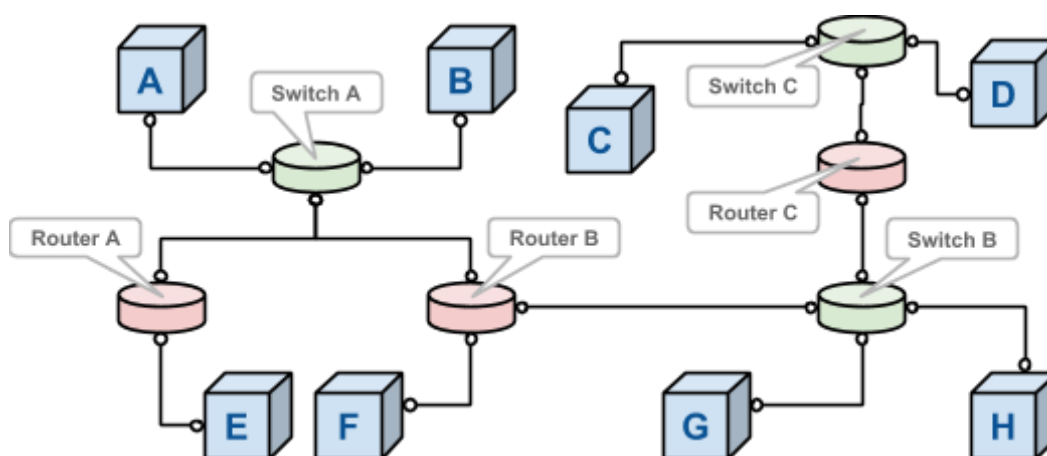 A
B
Switch A
Switch C
C
D
Router A
Router B
Router C
Switch B
E
F
G
H